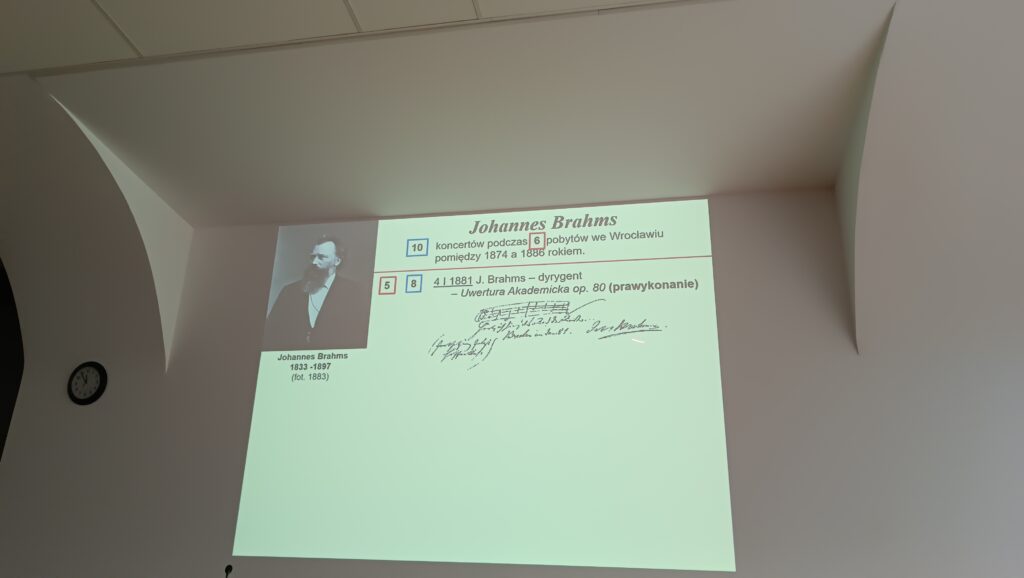 Johannes Brahms
10 koncertów podczas 6 pobytów we Wrocławiu
pomiędzy 1874 a 1886 rokiem.
5 8 4 I 1881 J. Brahms – dyrygent
– Uwertura Akademicka op. 80 (prawykonanie)
Johannes Brahms
1833 -1897
(fot. 1883)